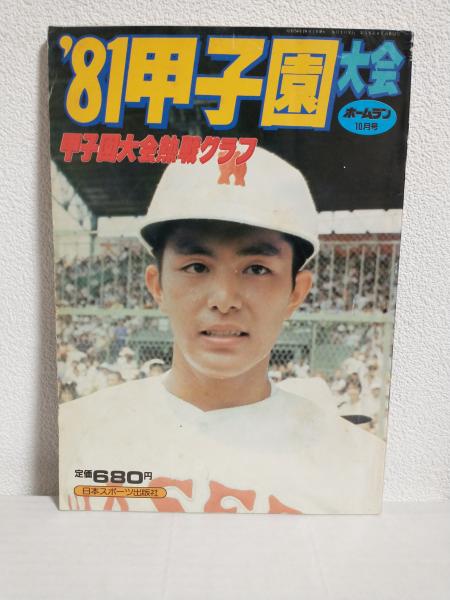 '81甲子園大会
ホームラン
10月号
甲子園大会熱戦グラフ
H
定価680円
日本スポーツ出版社